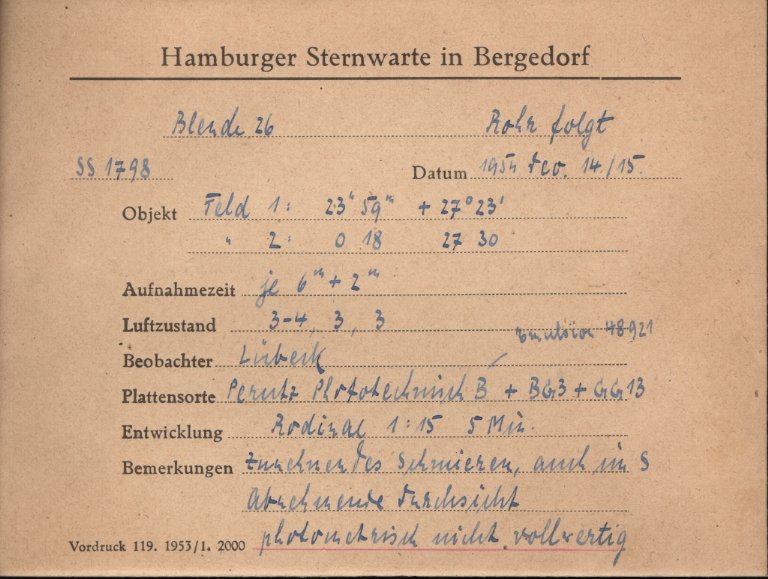 Hamburger Sternwarte in Bergedorf
Blende 26 Rohr folgt
SS 1798 Datum 1954 Dez. 14./15.
Objekt Feld 1: 23ʰ 59ᵐ + 27° 23'
" 2: 0 18 27 30
Aufnahmezeit je 6ᵐ + 2ᵐ
Luftzustand 3-4, 3, 3
Emulsion 48921
Beobachter Lübeck
Plattensorte Perutz Phototechnisch B + BG3 + GG13
Entwicklung Rodinal 1:15 5 Min.
Bemerkungen Zunehmendes Schmieren, auch im S
Abnehmende Durchsicht
photometrisch nicht vollwertig
Vordruck 119. 1953/1. 2000